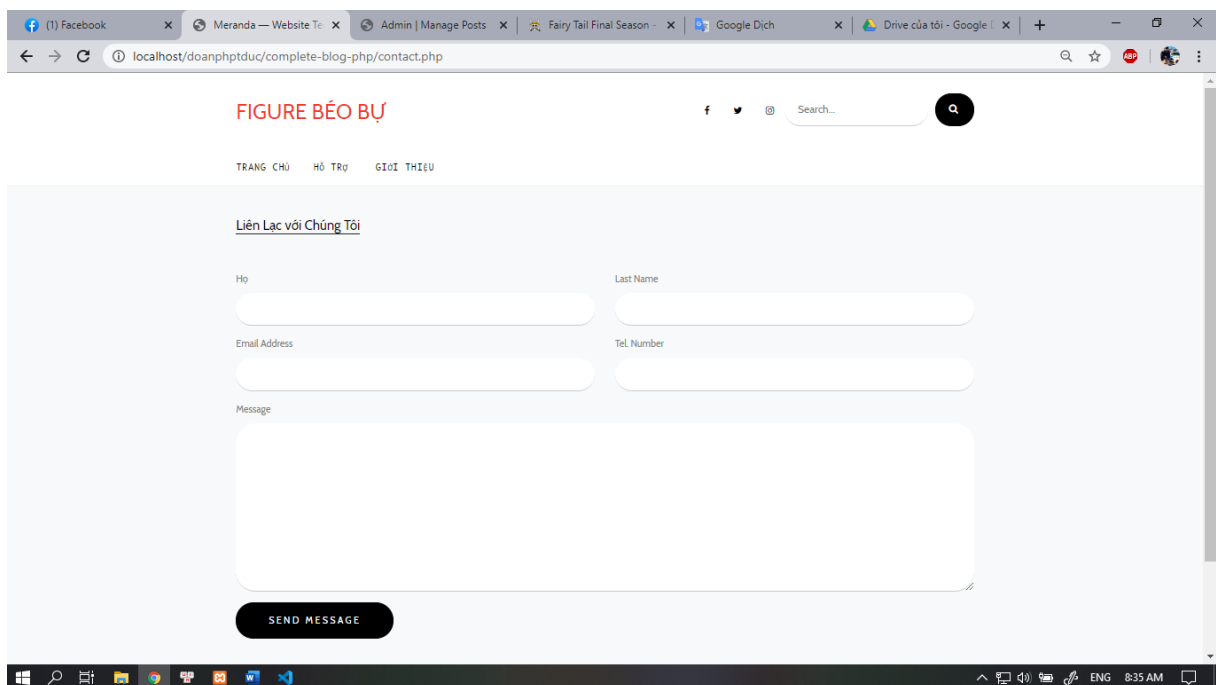 (1) Facebook
Meranda — Website Te
Admin | Manage Posts
Fairy Tail Final Season -
Google Dịch
Drive của tôi - Google D
localhost/doanphptduc/complete-blog-php/contact.php
ABP
FIGURE BÉO BỰ
Search...
TRANG CHỦ HỖ TRỢ GIỚI THIỆU
Liên Lạc với Chúng Tôi
Họ Last Name
Email Address Tel. Number
Message
SEND MESSAGE
ENG 8:35 AM